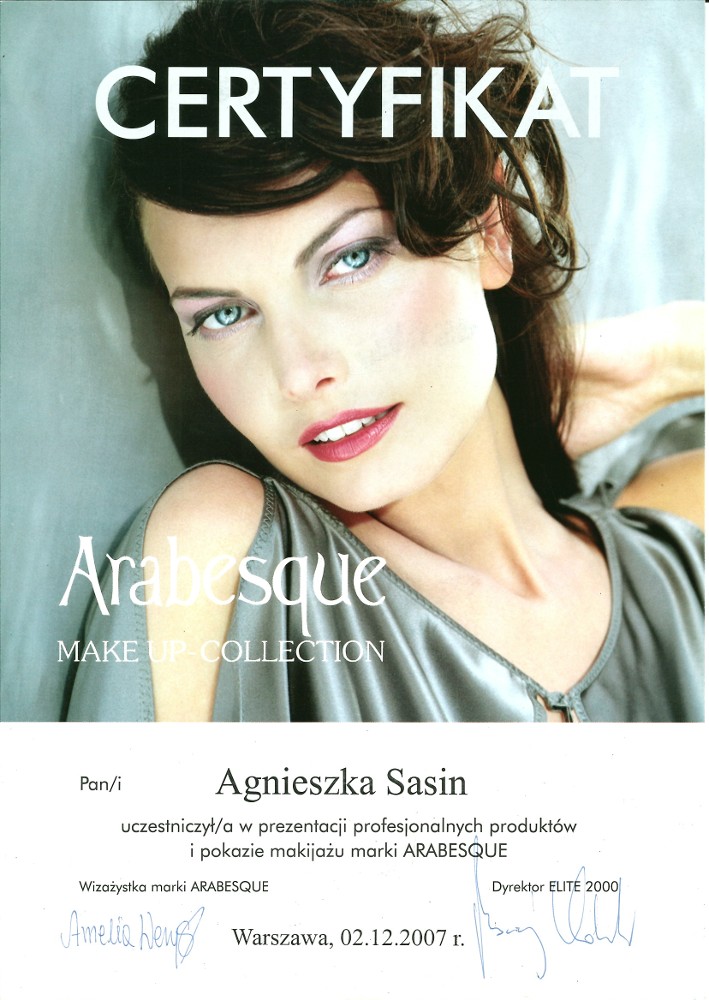 CERTYFIKAT
Arabesque
MAKE UP-COLLECTION
Pan/i Agnieszka Sasin
uczestniczył/a w prezentacji profesjonalnych produktów
i pokazie makijażu marki ARABESQUE
Wizażystka marki ARABESQUE Dyrektor ELITE 2000
Amelia
Warszawa, 02.12.2007 r.